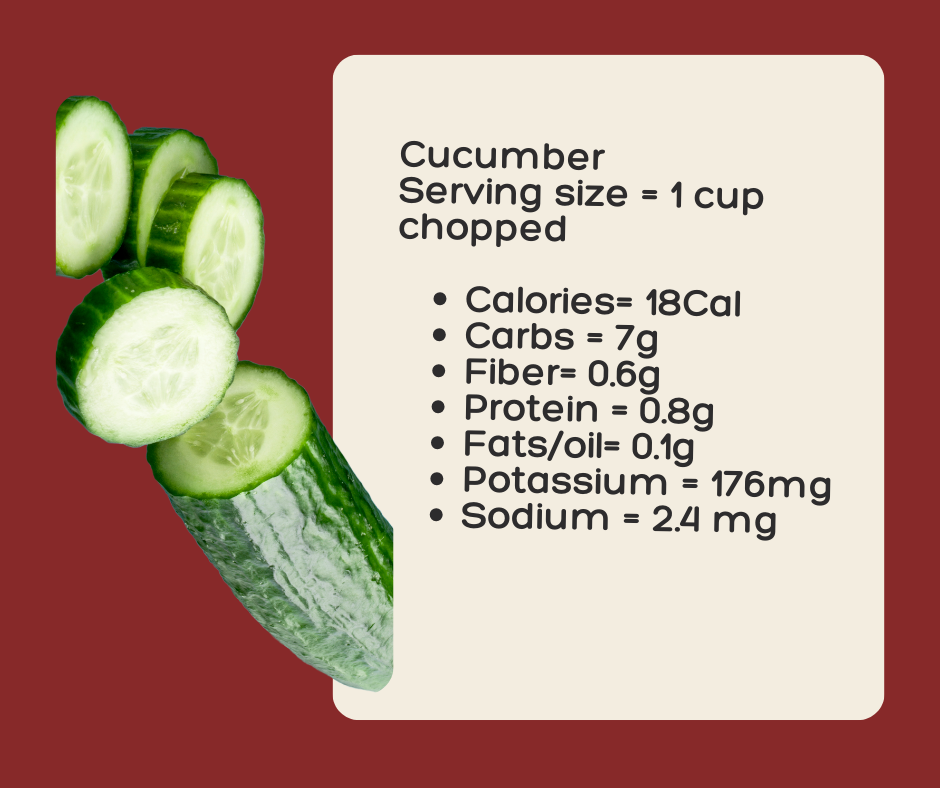 Cucumber
Serving size = 1 cup
chopped
• Calories= 18Cal
• Carbs = 7g
• Fiber= 0.6g
• Protein = 0.8g
• Fats/oil= 0.1g
• Potassium = 176mg
• Sodium = 2.4 mg